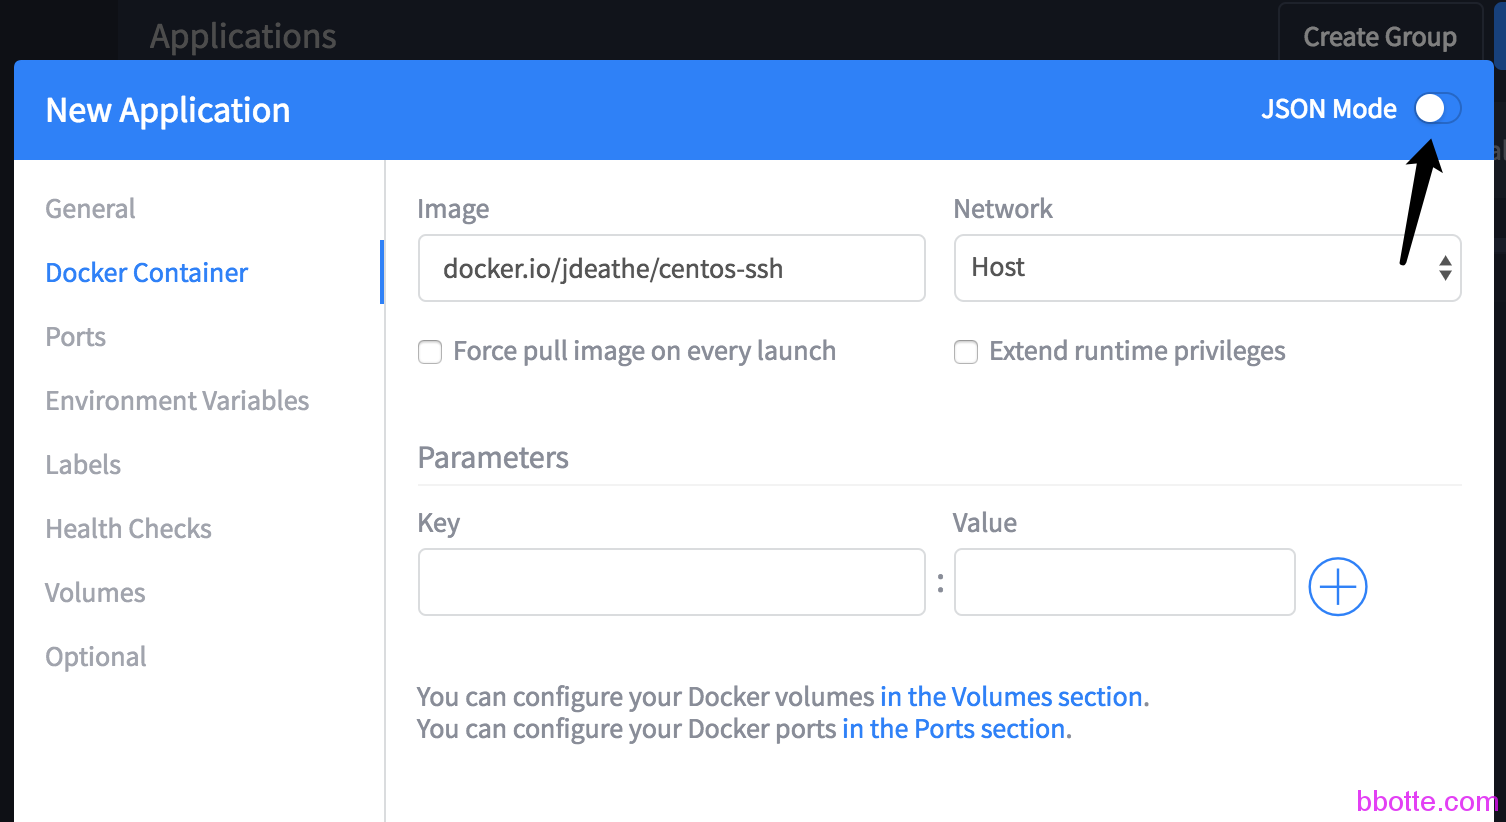 Applications
Create Group
New Application
JSON Mode
General
Docker Container
Ports
Environment Variables
Labels
Health Checks
Volumes
Optional
Image
Network
docker.io/jdeathe/centos-ssh
Host
Force pull image on every launch
Extend runtime privileges
Parameters
Key
Value
:
You can configure your Docker volumes in the Volumes section.
You can configure your Docker ports in the Ports section.
bbotte.com